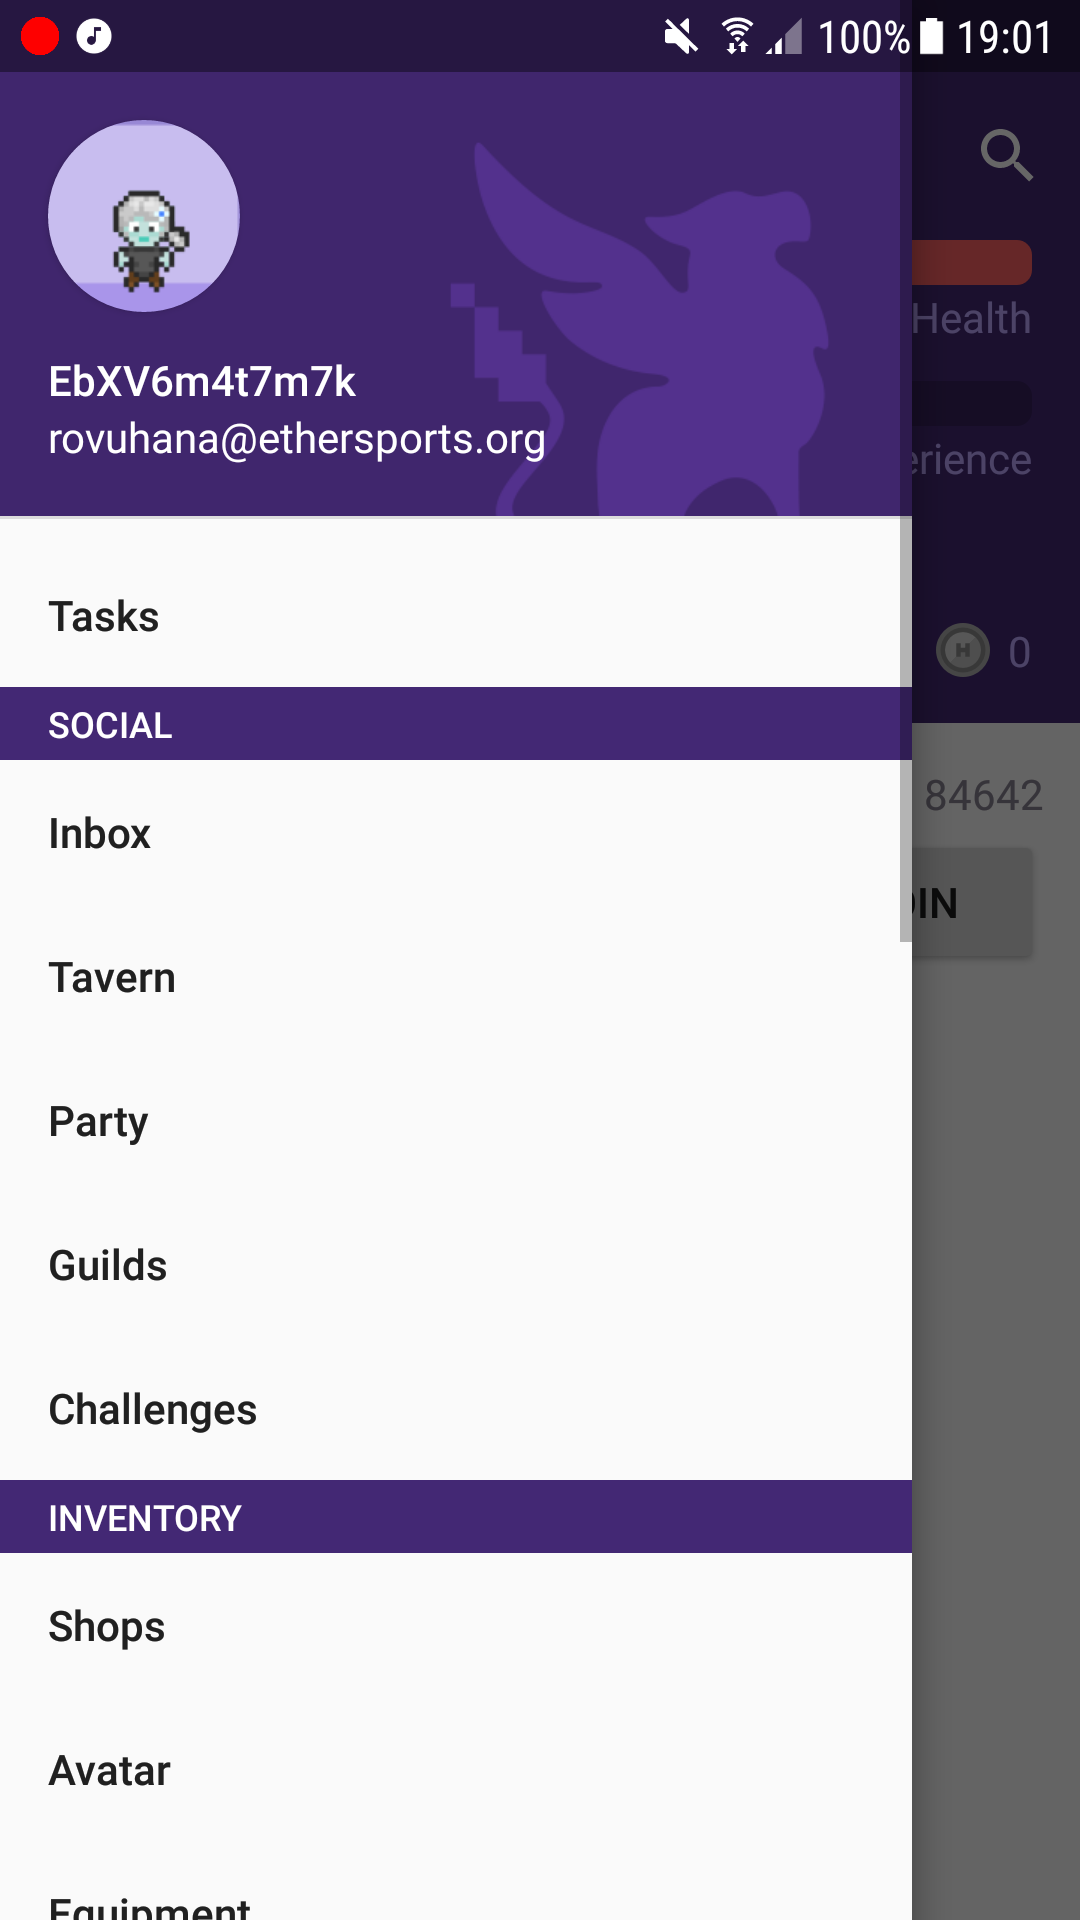 100% 19:01
EbXV6m4t7m7k
rovuhana@ethersports.org
Health
erience
0
Tasks
SOCIAL
84642
Inbox
IN
Tavern
Party
Guilds
Challenges
INVENTORY
Shops
Avatar
Equipment